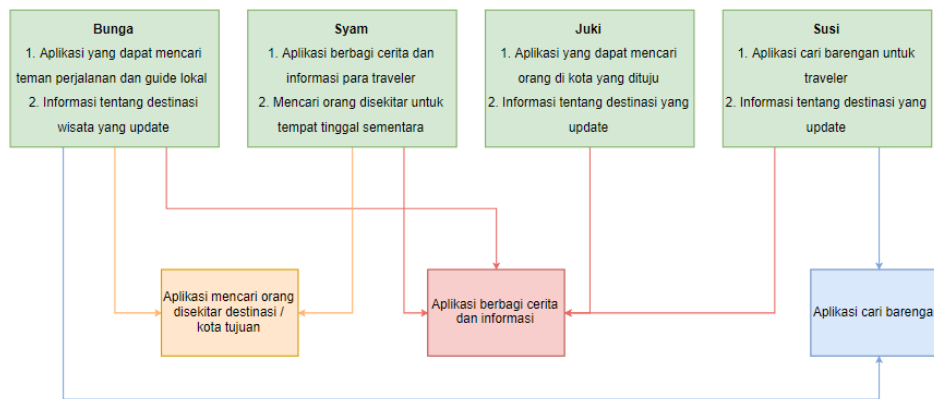 Bunga
1. Aplikasi yang dapat mencari
teman perjalanan dan guide lokal
2. Informasi tentang destinasi
wisata yang update
Syam
1. Aplikasi berbagi cerita dan
informasi para traveler
2. Mencari orang disekitar untuk
tempat tinggal sementara
Juki
1. Aplikasi yang dapat mencari
orang di kota yang dituju
2. Informasi tentang destinasi yang
update
Susi
1. Aplikasi cari barengan untuk
traveler
2. Informasi tentang destinasi yang
update
Aplikasi mencari orang
disekitar destinasi /
kota tujuan
Aplikasi berbagi cerita
dan informasi
Aplikasi cari barenga